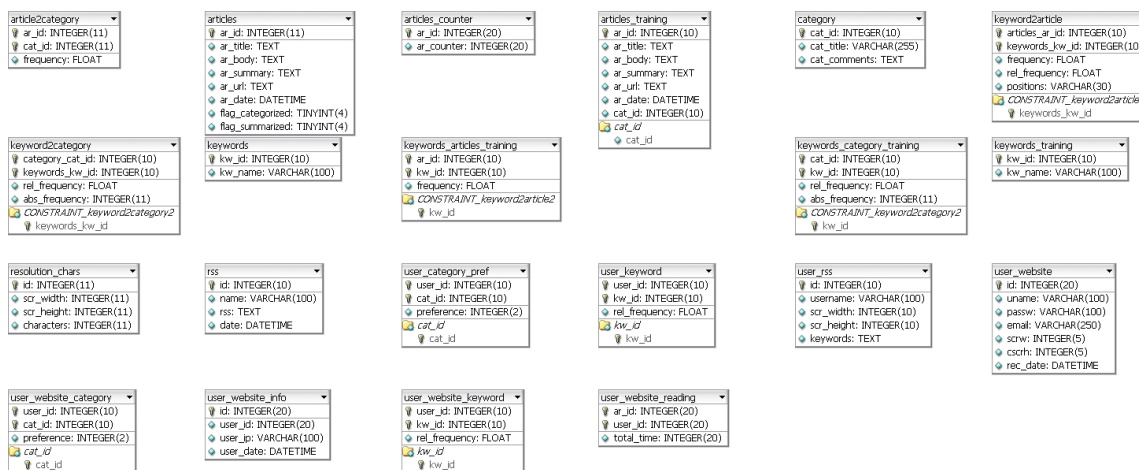 article2category
ar_id: INTEGER(11)
cat_id: INTEGER(11)
frequency: FLOAT
articles
ar_id: INTEGER(11)
ar_title: TEXT
ar_body: TEXT
ar_summary: TEXT
ar_url: TEXT
ar_date: DATETIME
flag_categorized: TINYINT(4)
flag_summarized: TINYINT(4)
articles_counter
ar_id: INTEGER(20)
ar_counter: INTEGER(20)
articles_training
ar_id: INTEGER(10)
ar_title: TEXT
ar_body: TEXT
ar_summary: TEXT
ar_url: TEXT
ar_date: DATETIME
cat_id: INTEGER(10)
cat_id
cat_id
category
cat_id: INTEGER(10)
cat_title: VARCHAR(255)
cat_comments: TEXT
keyword2article
articles_ar_id: INTEGER(10)
keywords_kw_id: INTEGER(10
frequency: FLOAT
rel_frequency: FLOAT
positions: VARCHAR(30)
CONSTRAINT_keyword2article
keywords_kw_id
keyword2category
category_cat_id: INTEGER(10)
keywords_kw_id: INTEGER(10)
rel_frequency: FLOAT
abs_frequency: INTEGER(11)
CONSTRAINT_keyword2category2
keywords_kw_id
keywords
kw_id: INTEGER(10)
kw_name: VARCHAR(100)
keywords_articles_training
ar_id: INTEGER(10)
kw_id: INTEGER(10)
frequency: FLOAT
CONSTRAINT_keyword2article2
kw_id
keywords_category_training
cat_id: INTEGER(10)
kw_id: INTEGER(10)
rel_frequency: FLOAT
abs_frequency: INTEGER(11)
CONSTRAINT_keyword2category2
kw_id
keywords_training
kw_id: INTEGER(10)
kw_name: VARCHAR(100)
resolution_chars
id: INTEGER(11)
scr_width: INTEGER(11)
scr_height: INTEGER(11)
characters: INTEGER(11)
rss
id: INTEGER(10)
name: VARCHAR(100)
rss: TEXT
date: DATETIME
user_category_pref
user_id: INTEGER(10)
cat_id: INTEGER(10)
preference: INTEGER(2)
cat_id
cat_id
user_keyword
user_id: INTEGER(10)
kw_id: INTEGER(10)
rel_frequency: FLOAT
kw_id
kw_id
user_rss
id: INTEGER(10)
username: VARCHAR(100)
scr_width: INTEGER(10)
scr_height: INTEGER(10)
keywords: TEXT
user_website
id: INTEGER(20)
uname: VARCHAR(100)
passw: VARCHAR(100)
email: VARCHAR(250)
scrw: INTEGER(5)
cscrh: INTEGER(5)
rec_date: DATETIME
user_website_category
user_id: INTEGER(10)
cat_id: INTEGER(10)
preference: INTEGER(2)
cat_id
cat_id
user_website_info
id: INTEGER(20)
user_id: INTEGER(20)
user_ip: VARCHAR(100)
user_date: DATETIME
user_website_keyword
user_id: INTEGER(10)
kw_id: INTEGER(10)
rel_frequency: FLOAT
kw_id
kw_id
user_website_reading
ar_id: INTEGER(20)
user_id: INTEGER(20)
total_time: INTEGER(20)